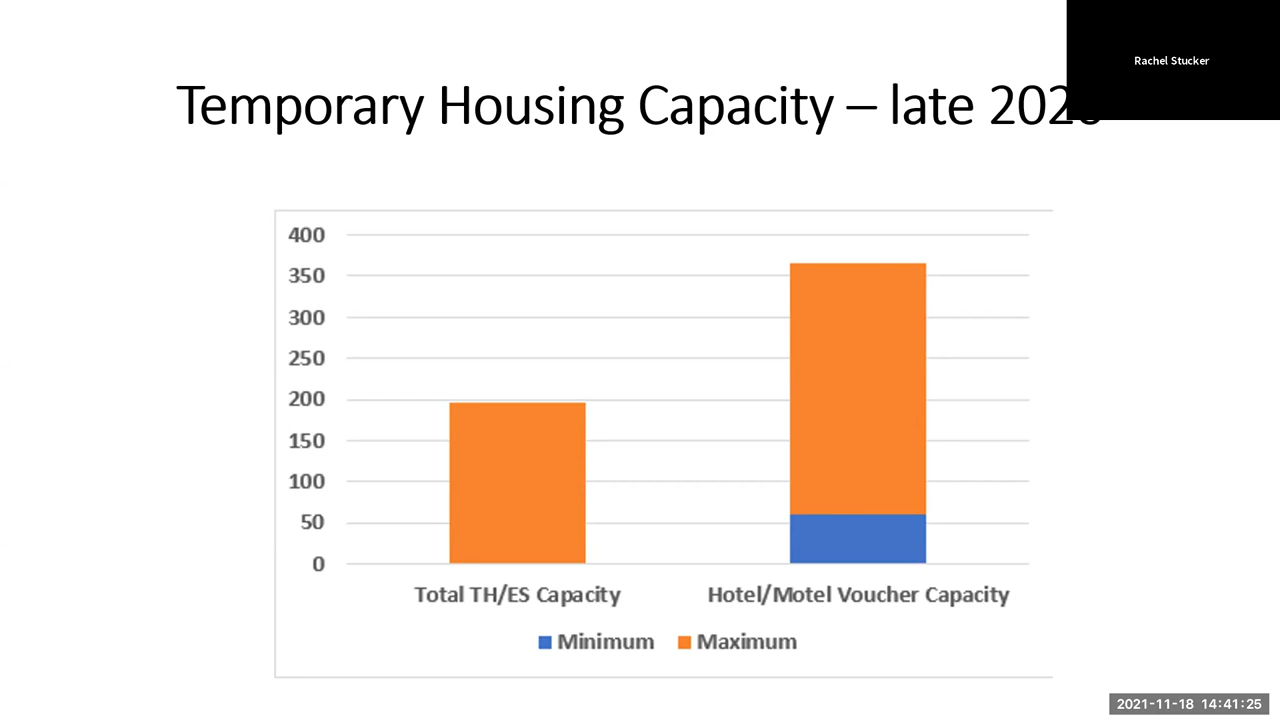 Rachel Stucker
Temporary Housing Capacity – late
400
350
300
250
200
150
100
50
0
Total TH/ES Capacity
Hotel/Motel Voucher Capacity
Minimum
Maximum
2021-11-18 14:41:25